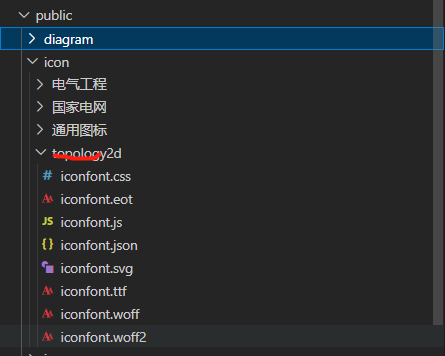 public
diagram
icon
电气工程
国家电网
通用图标
topology2d
# iconfont.css
iconfont.eot
JS iconfont.js
{ } iconfont.json
iconfont.svg
iconfont.ttf
iconfont.woff
iconfont.woff2